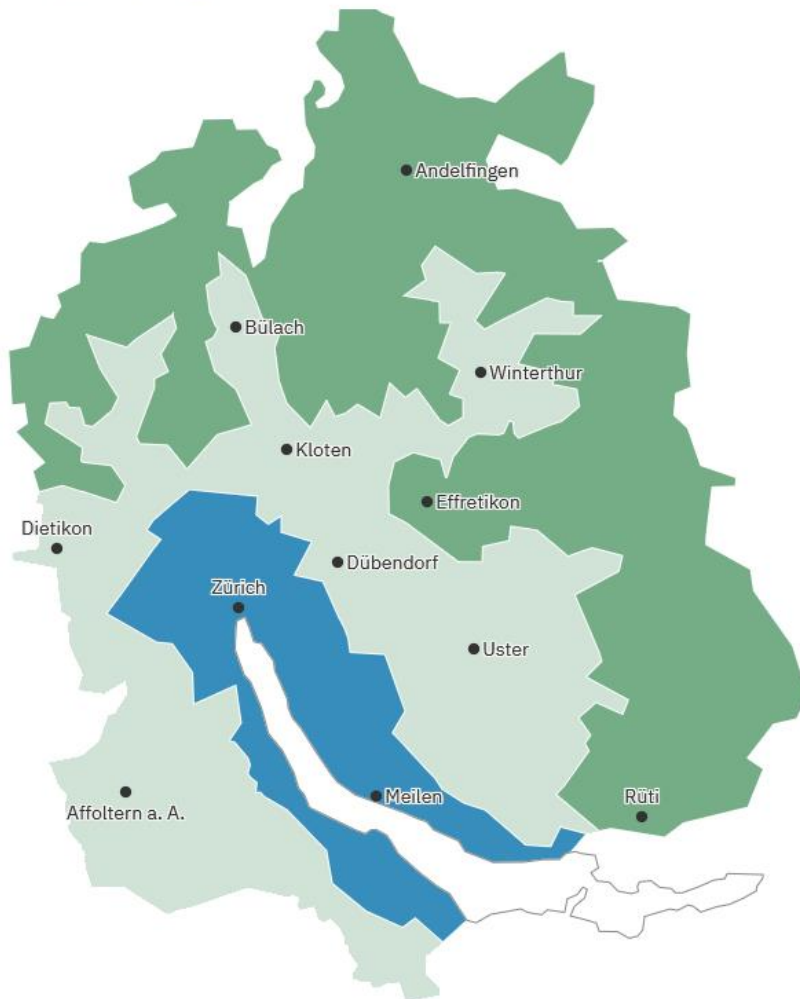 Andelfingen
Bülach
Winterthur
Kloten
Effretikon
Dietikon
Dübendorf
Zürich
Uster
Meilen
Rüti
Affoltern a. A.